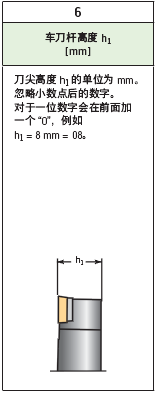 6
车刀杆高度 h1
[mm]
刀尖高度 h1 的单位为 mm。
忽略小数点后的数字。
对于一位数字会在前面加
一个 “0”，例如
h1 = 8 mm = 08。
h1